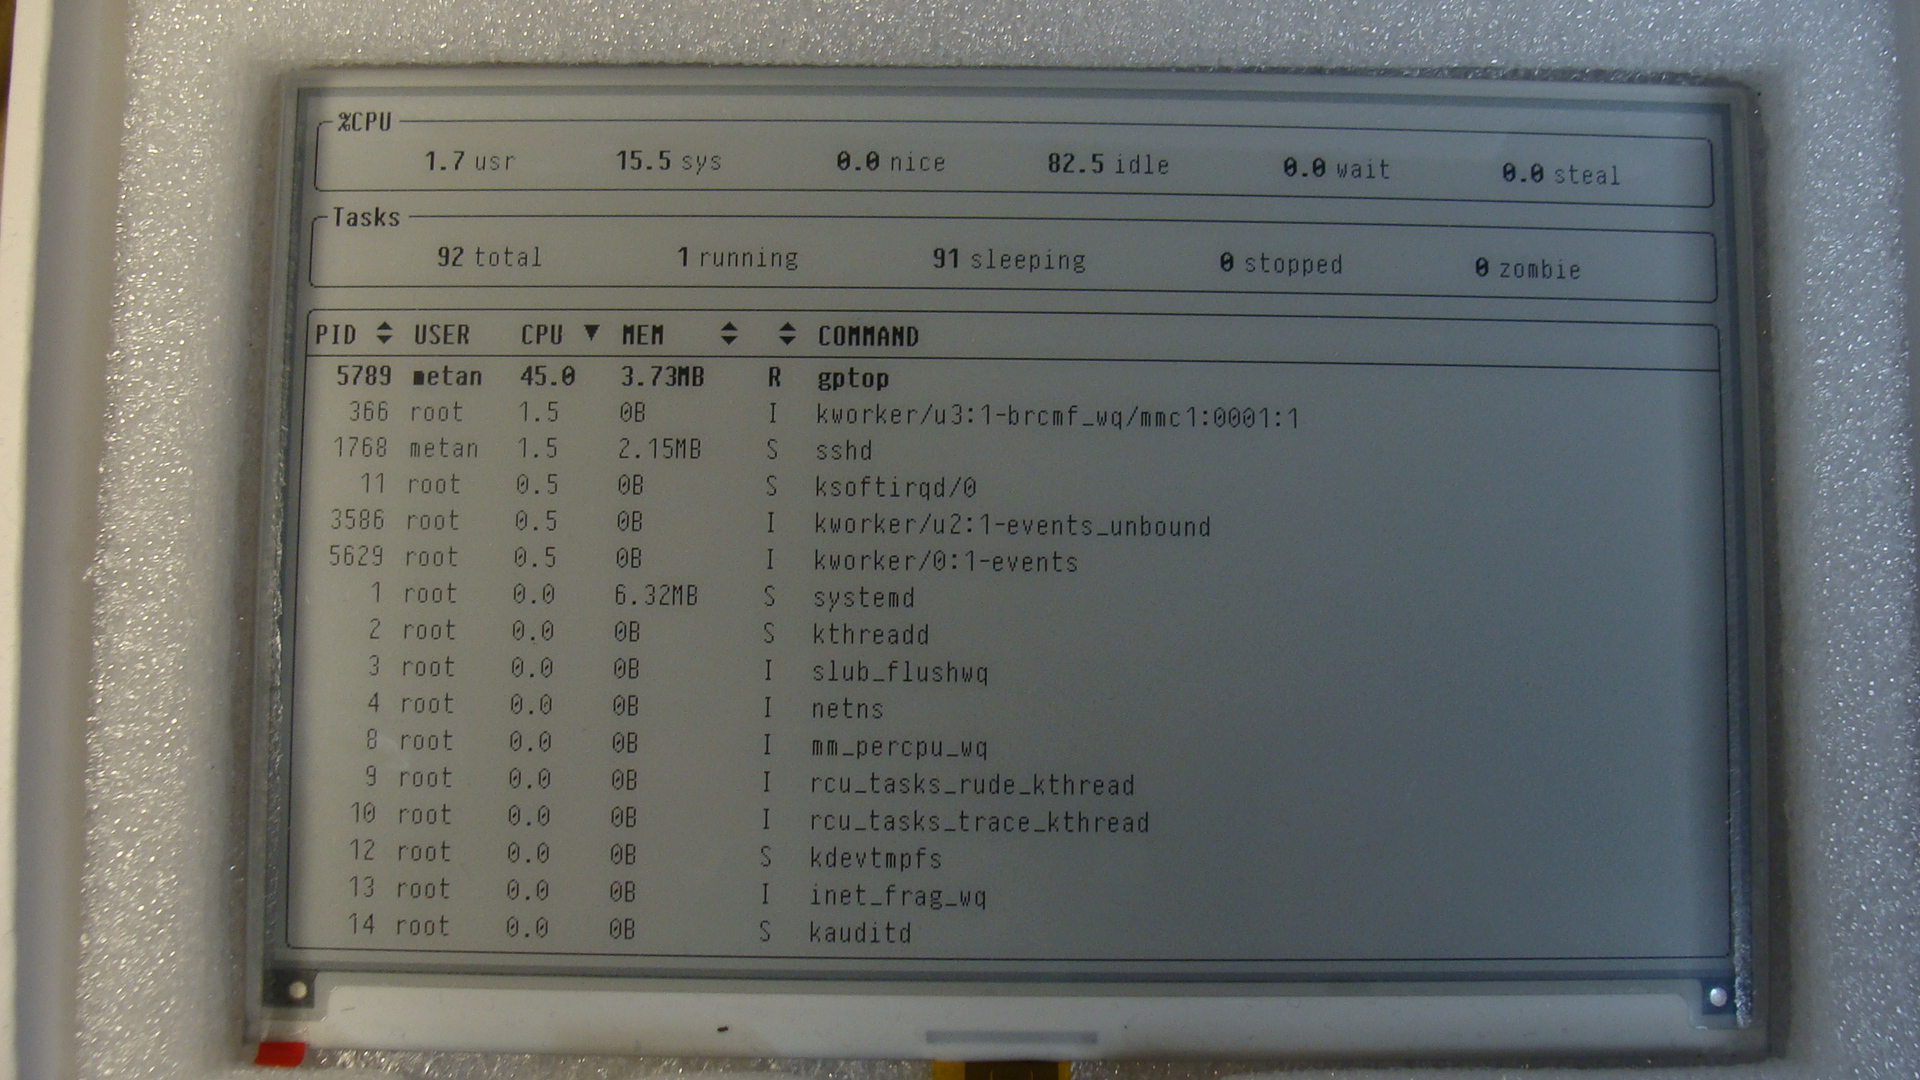 %CPU
1.7 usr 15.5 sys 0.0 nice 82.5 idle 0.0 wait 0.0 steal
Tasks
92 total 1 running 91 sleeping 0 stopped 0 zombie
PID USER CPU MEM COMMAND
5789 metan 45.0 3.73MB R gptop
366 root 1.5 0B I kworker/u3:1-brcmf_wq/mmc1:0001:1
1768 metan 1.5 2.15MB S sshd
11 root 0.5 0B S ksoftirqd/0
3586 root 0.5 0B I kworker/u2:1-events_unbound
5629 root 0.5 0B I kworker/0:1-events
1 root 0.0 6.32MB S systemd
2 root 0.0 0B S kthreadd
3 root 0.0 0B I slub_flushwq
4 root 0.0 0B I netns
8 root 0.0 0B I mm_percpu_wq
9 root 0.0 0B I rcu_tasks_rude_kthread
10 root 0.0 0B I rcu_tasks_trace_kthread
12 root 0.0 0B S kdevtmpfs
13 root 0.0 0B I inet_frag_wq
14 root 0.0 0B S kauditd